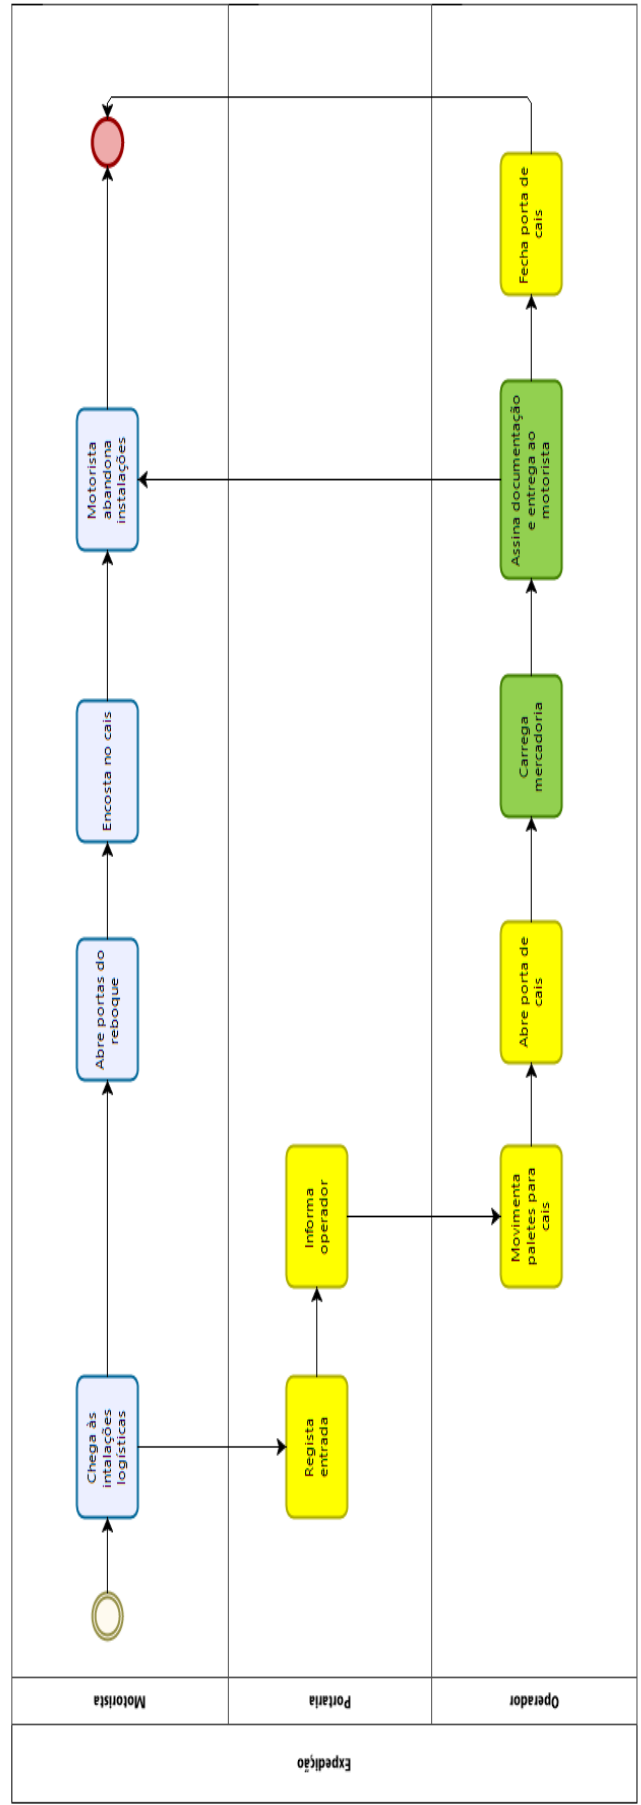 Expedição
Motorista
Chega às
intalações
logísticas
Abre portas do
reboque
Encosta no cais
Motorista
abandona
instalações
Portaria
Regista
entrada
Informa
operador
Operador
Movimenta
paletes para
cais
Abre porta de
cais
Carrega
mercadoria
Assina documentação
e entrega ao
motorista
Fecha porta de
cais